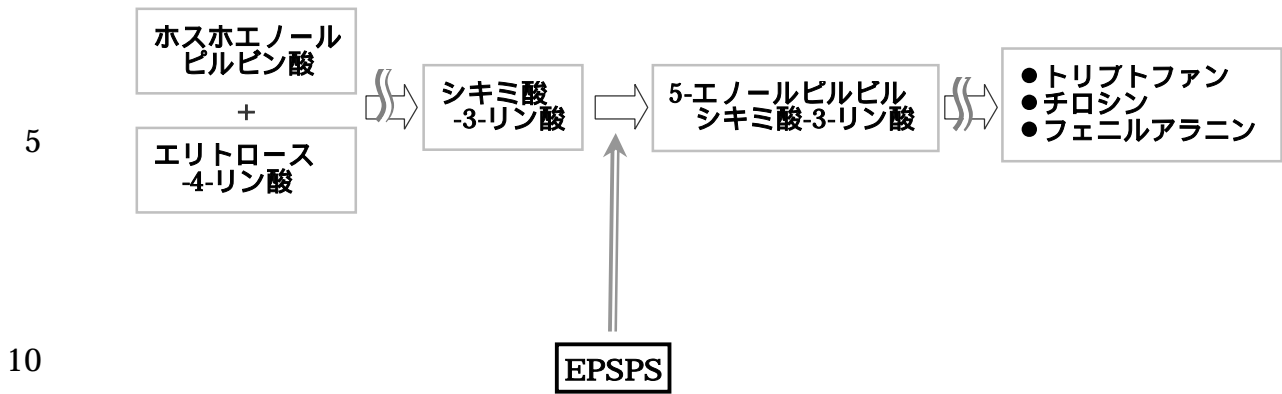 ホスホエノール
ピルビン酸
+
エリトロース
-4-リン酸
シキミ酸
-3-リン酸
5-エノールピルビル
シキミ酸-3-リン酸
●トリプトファン
●チロシン
●フェニルアラニン
5
EPSPS
10